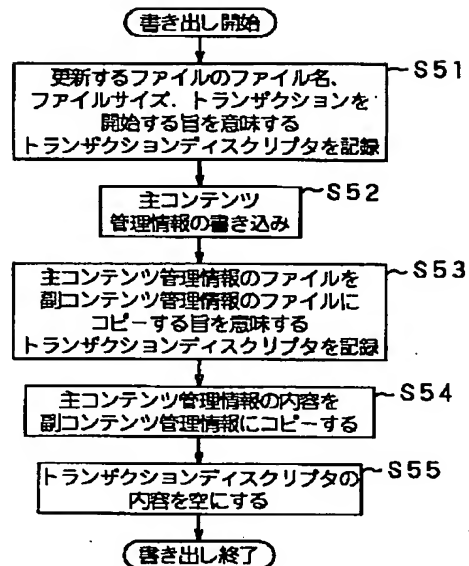 書き出し開始
更新するファイルのファイル名、
ファイルサイズ．トランザクションを
開始する旨を意味する
トランザクションディスクリプタを記録
S51
主コンテンツ
管理情報の書き込み
S52
主コンテンツ管理情報のファイルを
副コンテンツ管理情報のファイルに
コピーする旨を意味する
トランザクションディスクリプタを記録
S53
主コンテンツ管理情報の内容を
副コンテンツ管理情報にコピーする
S54
トランザクションディスクリプタの
内容を空にする
S55
書き出し終了